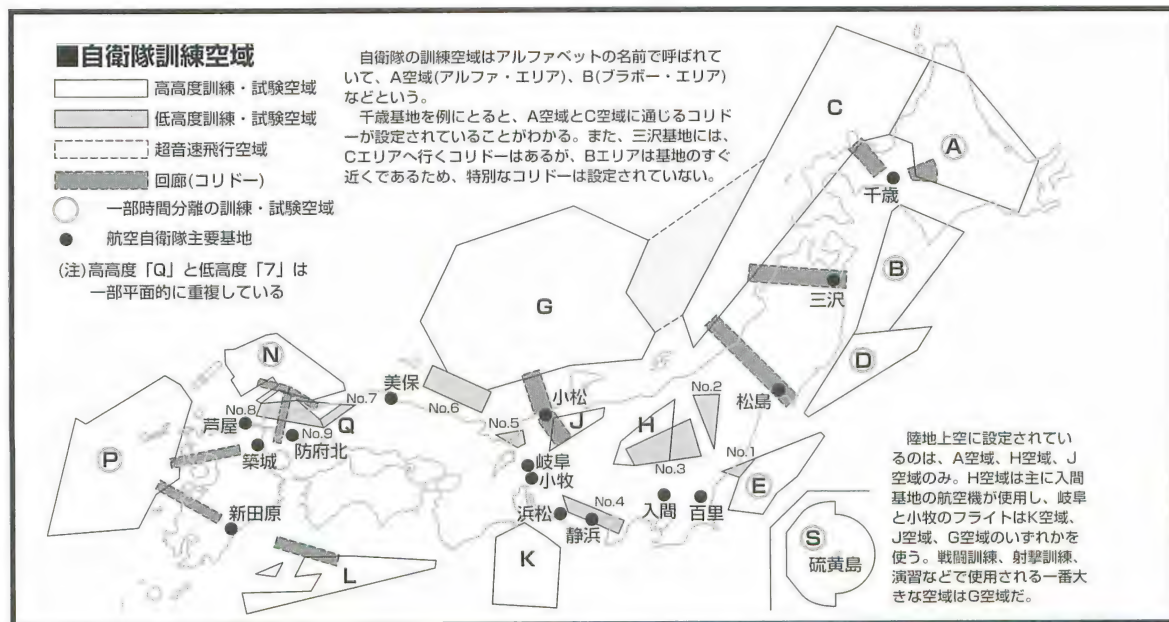 ■自衛隊訓練空域
高高度訓練・試験空域
低高度訓練・試験空域
超音速飛行空域
回廊(コリドー)
一部時間分離の訓練・試験空域
航空自衛隊主要基地
(注)高高度「Q」と低高度「7」は
一部平面的に重複している
自衛隊の訓練空域はアルファベットの名前で呼ばれて
いて、A空域(アルファ・エリア)、B(ブラボー・エリア)
などという。
千歳基地を例にとると、A空域とC空域に通じるコリド
ーが設定されていることがわかる。また、三沢基地には、
Cエリアへ行くコリドーはあるが、Bエリアは基地のすぐ
近くであるため、特別なコリドーは設定されていない。
C
A
千歳
B
三沢
G
D
松島
N
美保
No.7
No.6
No.8
芦屋
Q
No.9
防府北
築城
P
新田原
L
小松
J
No.5
岐阜
小牧
H
No.2
No.3
No.1
E
浜松
静浜
No.4
入間
百里
K
S
硫黄島
陸地上空に設定されてい
るのは、A空域、H空域、J
空域のみ。H空域は主に入間
基地の航空機が使用し、岐阜
と小牧のフライトはK空域、
J空域、G空域のいずれかを
使う。戦闘訓練、射撃訓練、
演習などで使用される一番大
きな空域はG空域だ。